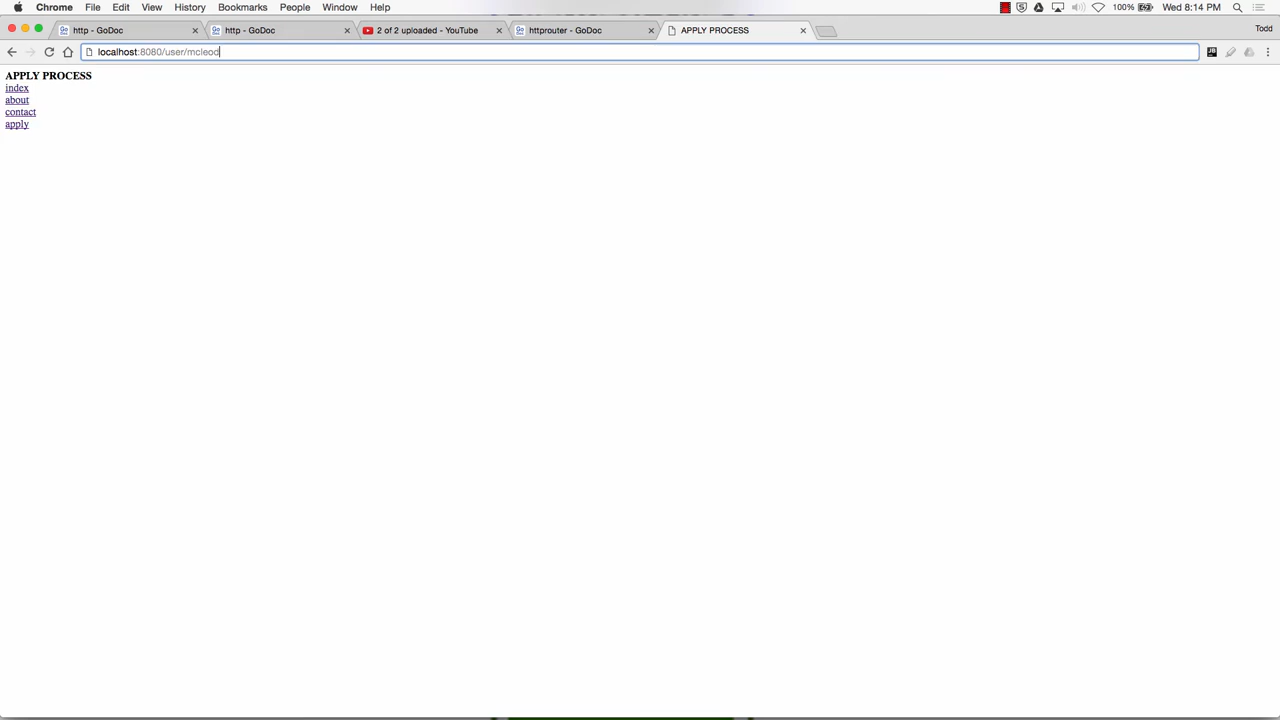 Chrome File Edit View History Bookmarks People Window Help 100% Wed 8:14 PM
http - GoDoc http - GoDoc 2 of 2 uploaded - YouTube httprouter - GoDoc APPLY PROCESS Todd
localhost:8080/user/mcleod
APPLY PROCESS
index
about
contact
apply